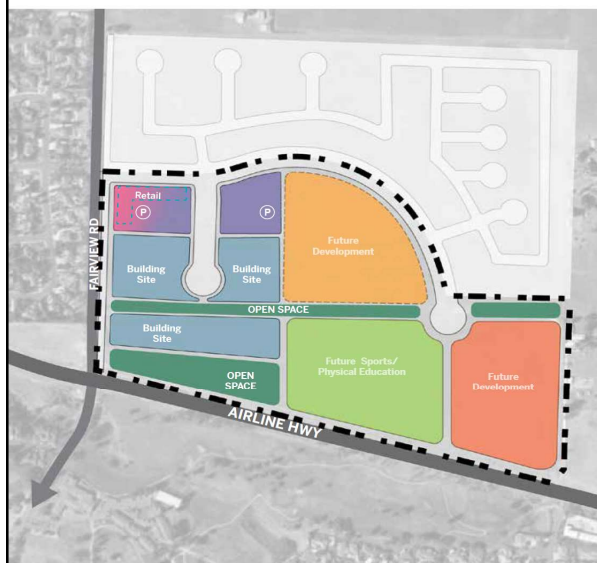 Retail
P
P
FAIRVIEW RD
Future
Development
Building
Site
Building
Site
OPEN SPACE
Building
Site
Future Sports/
Physical Education
OPEN
SPACE
Future
Development
AIRLINE HWY